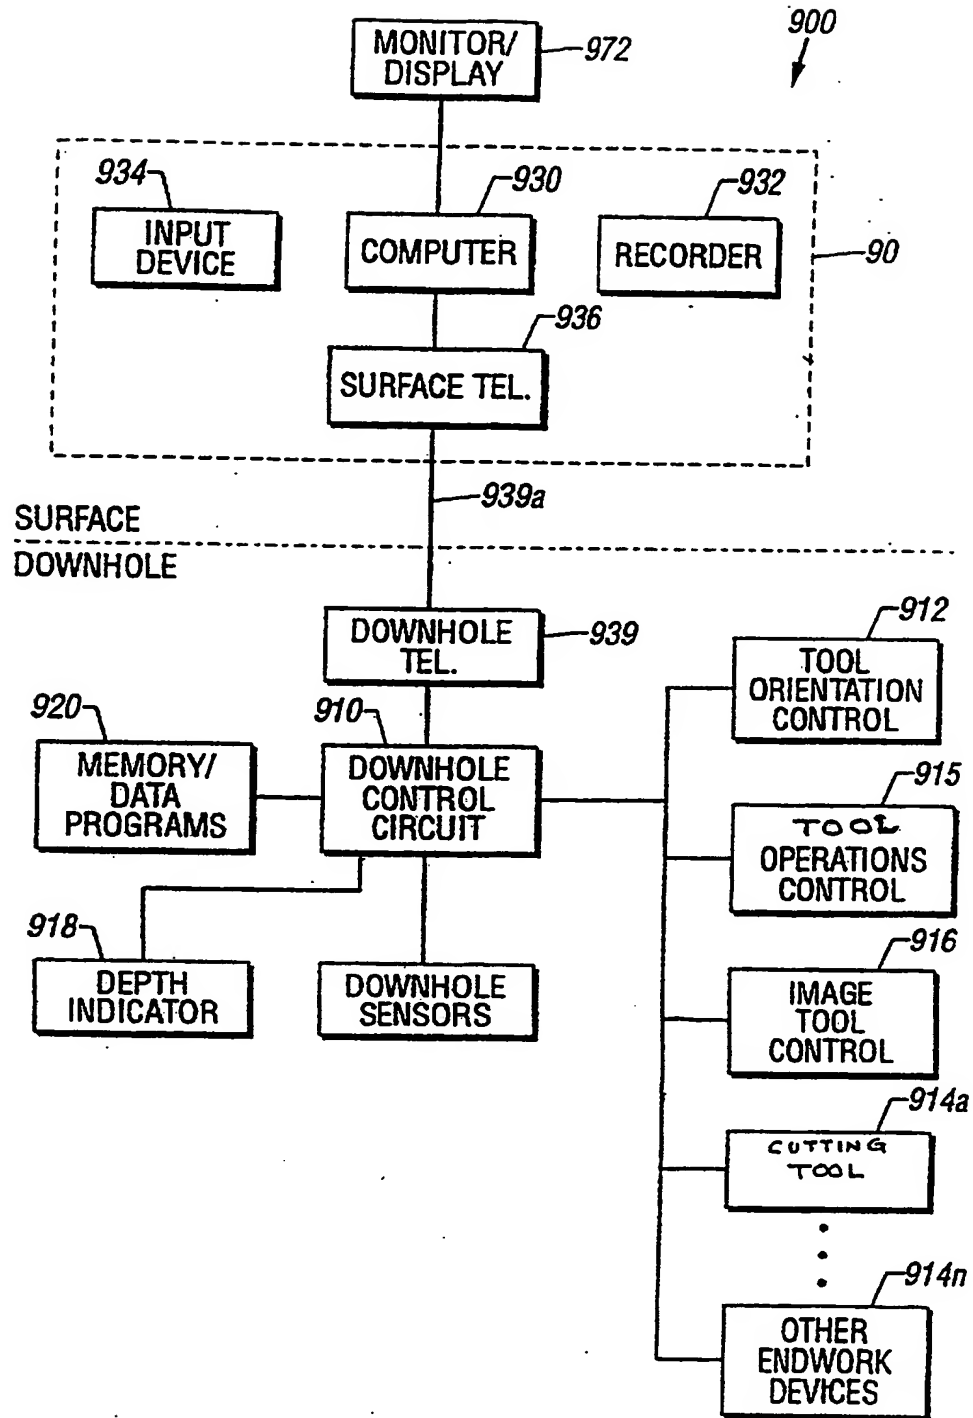 900
MONITOR/
DISPLAY
972
934
INPUT
DEVICE
930
COMPUTER
932
RECORDER
90
936
SURFACE TEL.
939a
SURFACE
DOWNHOLE
DOWNHOLE
TEL.
939
920
MEMORY/
DATA
PROGRAMS
910
DOWNHOLE
CONTROL
CIRCUIT
918
DEPTH
INDICATOR
DOWNHOLE
SENSORS
912
TOOL
ORIENTATION
CONTROL
915
TOOL
OPERATIONS
CONTROL
916
IMAGE
TOOL
CONTROL
914a
CUTTING
TOOL
914n
OTHER
ENDWORK
DEVICES